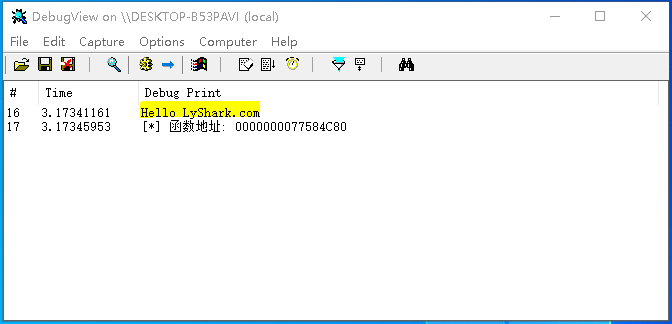 DebugView on \\DESKTOP-B53PAVI (local)
File Edit Capture Options Computer Help
# Time Debug Print
16 3.17341161 Hello LyShark.com
17 3.17345953 [*] 函数地址: 0000000077584C80